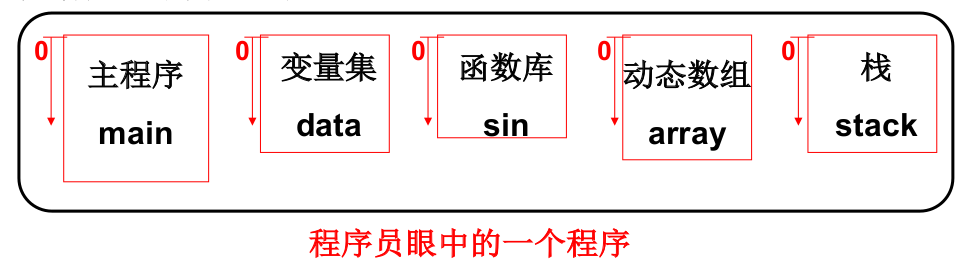 0 主程序 main
0 变量集 data
0 函数库 sin
0 动态数组 array
0 栈 stack
程序员眼中的一个程序